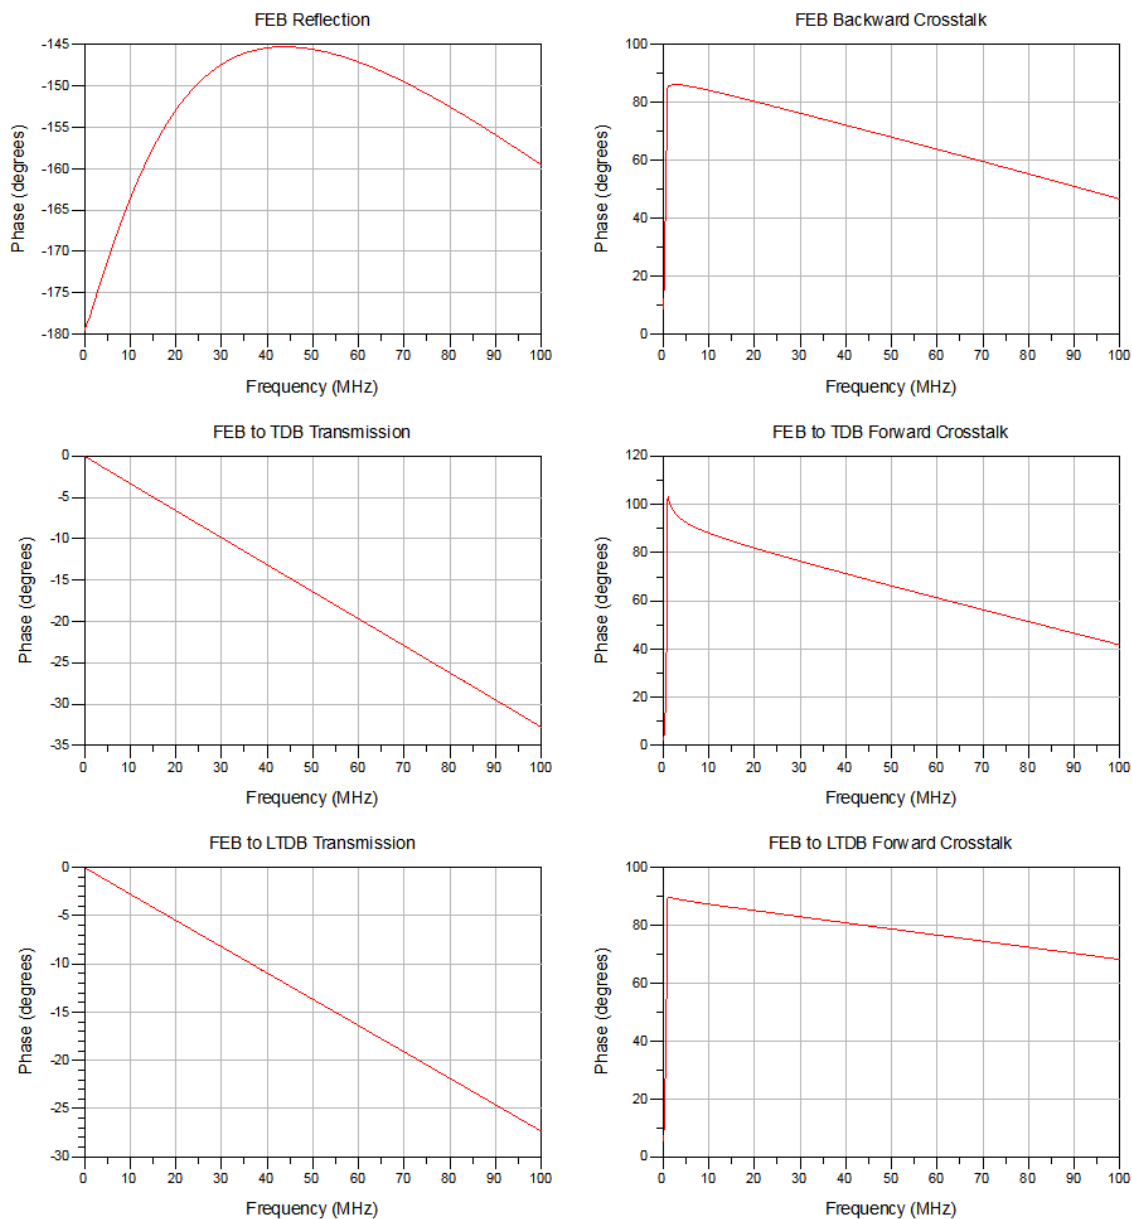 FEB Reflection
-145
-150
-155
-160
-165
-170
-175
-180
Phase (degrees)
0 10 20 30 40 50 60 70 80 90 100
Frequency (MHz)
FEB Backward Crosstalk
100
80
60
40
20
0
Phase (degrees)
0 10 20 30 40 50 60 70 80 90 100
Frequency (MHz)
FEB to TDB Transmission
0
-5
-10
-15
-20
-25
-30
-35
Phase (degrees)
0 10 20 30 40 50 60 70 80 90 100
Frequency (MHz)
FEB to TDB Forward Crosstalk
120
100
80
60
40
20
0
Phase (degrees)
0 10 20 30 40 50 60 70 80 90 100
Frequency (MHz)
FEB to LTDB Transmission
0
-5
-10
-15
-20
-25
-30
Phase (degrees)
0 10 20 30 40 50 60 70 80 90 100
Frequency (MHz)
FEB to LTDB Forward Crosstalk
100
80
60
40
20
0
Phase (degrees)
0 10 20 30 40 50 60 70 80 90 100
Frequency (MHz)